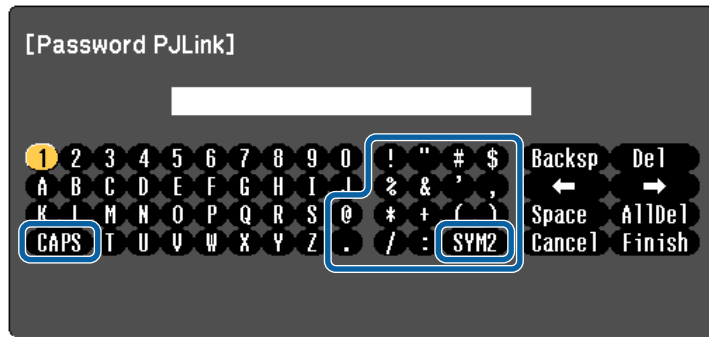 [Password PJLink]
1 2 3 4 5 6 7 8 9 0 ! " # $ Backsp Del
A B C D E F G H I J % & ' , ← →
K L M N O P Q R S @ * + ( ) Space AllDel
CAPS T U V W X Y Z . / : SYM2 Cancel Finish